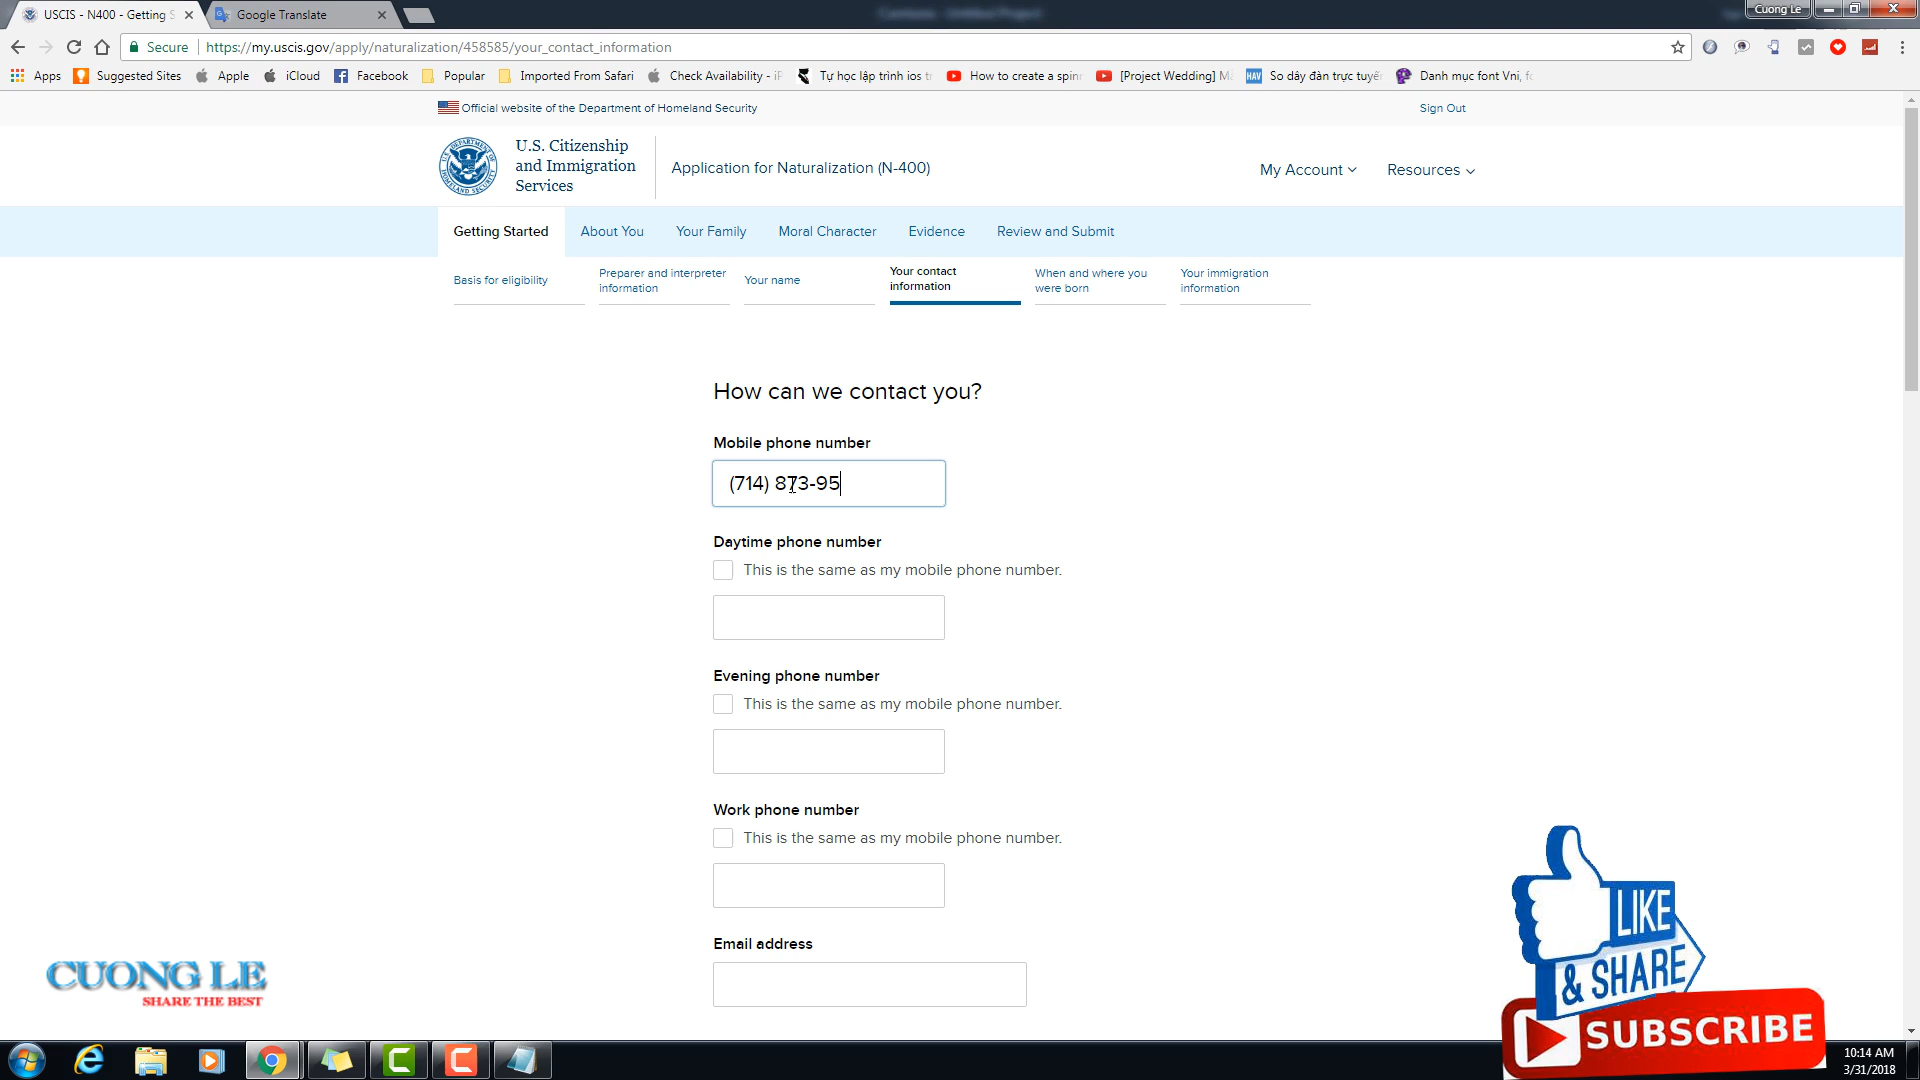 USCIS - N400 - Getting S
Google Translate
Cuong Le
Secure
https://my.uscis.gov/apply/naturalization/458585/your_contact_information
Apps
Suggested Sites
Apple
iCloud
Facebook
Popular
Imported From Safari
Check Availability - iP
Tự học lập trình ios tr
How to create a spin
[Project Wedding] M
HAV
So dây đàn trực tuyế
Danh mục font Vni, f
Official website of the Department of Homeland Security
Sign Out
U.S. Citizenship
and Immigration
Services
Application for Naturalization (N-400)
My Account
Resources
Getting Started
About You
Your Family
Moral Character
Evidence
Review and Submit
Basis for eligibility
Preparer and interpreter
information
Your name
Your contact
information
When and where you
were born
Your immigration
information
How can we contact you?
Mobile phone number
(714) 873-95
Daytime phone number
This is the same as my mobile phone number.
Evening phone number
This is the same as my mobile phone number.
Work phone number
This is the same as my mobile phone number.
Email address
CUONG LE
SHARE THE BEST
LIKE
& SHARE
SUBSCRIBE
10:14 AM
3/31/2018